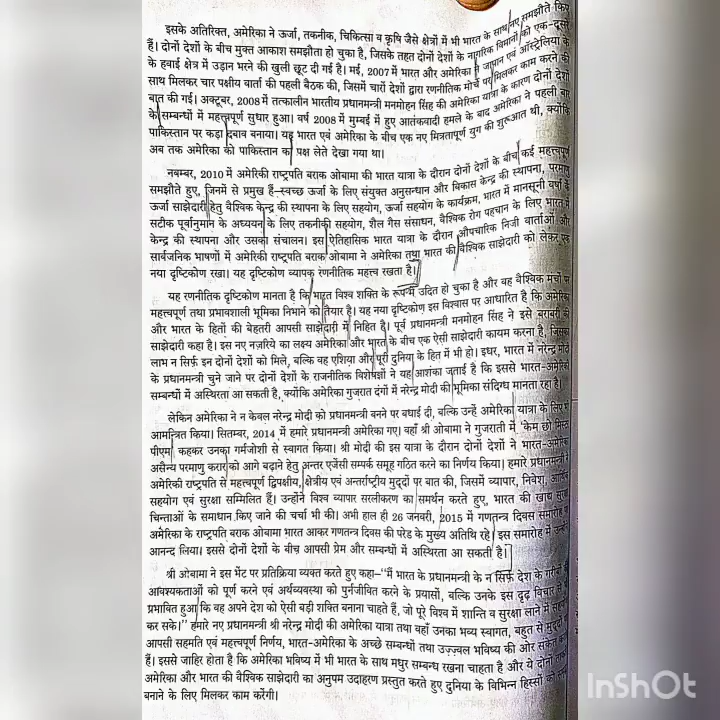 इसके अतिरिक्त, अमेरिका ने ऊर्जा, तकनीक, चिकित्सा व कृषि जैसे क्षेत्रों में भी भारत के साथ नए समझौते किए
हैं। दोनों देशों के बीच मुक्त आकाश समझौता हो चुका है, जिसके तहत दोनों देशों के नागरिक विमानों को एक-दूसरे
के हवाई क्षेत्र में उड़ान भरने की खुली छूट दी गई है। मई, 2007 में भारत और अमेरिका ने जापान एवं ऑस्ट्रेलिया के
साथ मिलकर चार पक्षीय वार्ता की पहली बैठक की, जिसमें चारों देशों द्वारा रणनीतिक मोर्चे पर मिलकर काम करने की
बात की गई। अक्टूबर, 2008 में तत्कालीन भारतीय प्रधानमन्त्री मनमोहन सिंह की अमेरिका यात्रा के कारण दोनों देशों
के सम्बन्धों में महत्त्वपूर्ण सुधार हुआ। वर्ष 2008 में मुम्बई में हुए आतंकवादी हमले के बाद अमेरिका ने पहली बार
पाकिस्तान पर कड़ा दबाव बनाया। यह भारत एवं अमेरिका के बीच एक नए मित्रतापूर्ण युग की शुरूआत थी, क्योंकि
अब तक अमेरिका को पाकिस्तान का पक्ष लेते देखा गया था।
नवम्बर, 2010 में अमेरिकी राष्ट्रपति बराक ओबामा की भारत यात्रा के दौरान दोनों देशों के बीच कई महत्त्वपूर्ण
समझौते हुए, जिनमें से प्रमुख हैं–स्वच्छ ऊर्जा के लिए संयुक्त अनुसन्धान और विकास केन्द्र की स्थापना, परमाणु
ऊर्जा साझेदारी हेतु वैश्विक केन्द्र की स्थापना के लिए सहयोग, ऊर्जा सहयोग के कार्यक्रम, भारत में मानसूनी वर्षा के
सटीक पूर्वानुमान के अध्ययन के लिए तकनीकी सहयोग, शैल गैस संसाधन, वैश्विक रोग पहचान के लिए भारत में
केन्द्र की स्थापना और उसका संचालन। इस ऐतिहासिक भारत यात्रा के दौरान औपचारिक निजी वार्ताओं और
सार्वजनिक भाषणों में अमेरिकी राष्ट्रपति बराक ओबामा ने अमेरिका तथा भारत की वैश्विक साझेदारी को लेकर एक
नया दृष्टिकोण रखा। यह दृष्टिकोण व्यापक रणनीतिक महत्त्व रखता है।
यह रणनीतिक दृष्टिकोण मानता है कि भारत विश्व शक्ति के रूप में उदित हो चुका है और वह वैश्विक मंचों पर
महत्त्वपूर्ण तथा प्रभावशाली भूमिका निभाने को तैयार है। यह नया दृष्टिकोण इस विश्वास पर आधारित है कि अमेरिका
और भारत के हितों की बेहतरी आपसी साझेदारी में निहित है। पूर्व प्रधानमन्त्री मनमोहन सिंह ने इसे बराबरी की
साझेदारी कहा है। इस नए नज़रिये का लक्ष्य अमेरिका और भारत के बीच एक ऐसी साझेदारी कायम करना है, जिसका
लाभ न सिर्फ़ इन दोनों देशों को मिले, बल्कि वह एशिया और पूरी दुनिया के हित में भी हो। इधर, भारत में नरेन्द्र मोदी
के प्रधानमन्त्री चुने जाने पर दोनों देशों के राजनीतिक विशेषज्ञों ने यह आशंका जताई है कि इससे भारत-अमेरिकी
सम्बन्धों में अस्थिरता आ सकती है, क्योंकि अमेरिका गुजरात दंगों में नरेन्द्र मोदी की भूमिका संदिग्ध मानता रहा है।
लेकिन अमेरिका ने न केवल नरेन्द्र मोदी को प्रधानमन्त्री बनने पर बधाई दी, बल्कि उन्हें अमेरिका यात्रा के लिए भी
आमन्त्रित किया। सितम्बर, 2014 में हमारे प्रधानमन्त्री अमेरिका गए। वहाँ श्री ओबामा ने गुजराती में 'केम छो मिस्टर
पीएम' कहकर उनका गर्मजोशी से स्वागत किया। श्री मोदी की इस यात्रा के दौरान दोनों देशों ने भारत-अमेरिका
असैन्य परमाणु करार को आगे बढ़ाने हेतु अन्तर एजेंसी सम्पर्क समूह गठित करने का निर्णय किया। हमारे प्रधानमन्त्री ने
अमेरिकी राष्ट्रपति से महत्त्वपूर्ण द्विपक्षीय, क्षेत्रीय एवं अन्तर्राष्ट्रीय मुद्दों पर बात की, जिसमें व्यापार, निवेश, आर्थिक
सहयोग एवं सुरक्षा सम्मिलित हैं। उन्होंने विश्व व्यापार सरलीकरण का समर्थन करते हुए, भारत की खाद्य सुरक्षा
चिन्ताओं के समाधान किए जाने की चर्चा भी की। अभी हाल ही 26 जनवरी, 2015 में गणतन्त्र दिवस समारोह पर
अमेरिका के राष्ट्रपति बराक ओबामा भारत आकर गणतन्त्र दिवस की परेड के मुख्य अतिथि रहे। इस समारोह में उन्होंने
आनन्द लिया। इससे दोनों देशों के बीच आपसी प्रेम और सम्बन्धों में अस्थिरता आ सकती है।
श्री ओबामा ने इस भेंट पर प्रतिक्रिया व्यक्त करते हुए कहा–"मैं भारत के प्रधानमन्त्री के न सिर्फ़ देश के गरीबों की
आवश्यकताओं को पूर्ण करने एवं अर्थव्यवस्था को पुनर्जीवित करने के प्रयासों, बल्कि उनके इस दृढ़ विचार से भी
प्रभावित हुआ कि वह अपने देश को ऐसी बड़ी शक्ति बनाना चाहते हैं, जो पूरे विश्व में शान्ति व सुरक्षा लाने में
कर सके।" हमारे नए प्रधानमन्त्री श्री नरेन्द्र मोदी की अमेरिका यात्रा तथा वहाँ उनका भव्य स्वागत, बहुत से मुद्दों पर
आपसी सहमति एवं महत्त्वपूर्ण निर्णय, भारत-अमेरिका के अच्छे सम्बन्धों तथा उज्ज्वल भविष्य की ओर संकेत करते
हैं। इससे जाहिर होता है कि अमेरिका भविष्य में भी भारत के साथ मधुर सम्बन्ध रखना चाहता है और ये दोनों
अमेरिका और भारत की वैश्विक साझेदारी का अनुपम उदाहरण प्रस्तुत करते हुए दुनिया के विभिन्न हिस्सों को
बनाने के लिए मिलकर काम करेंगी।
InShOt